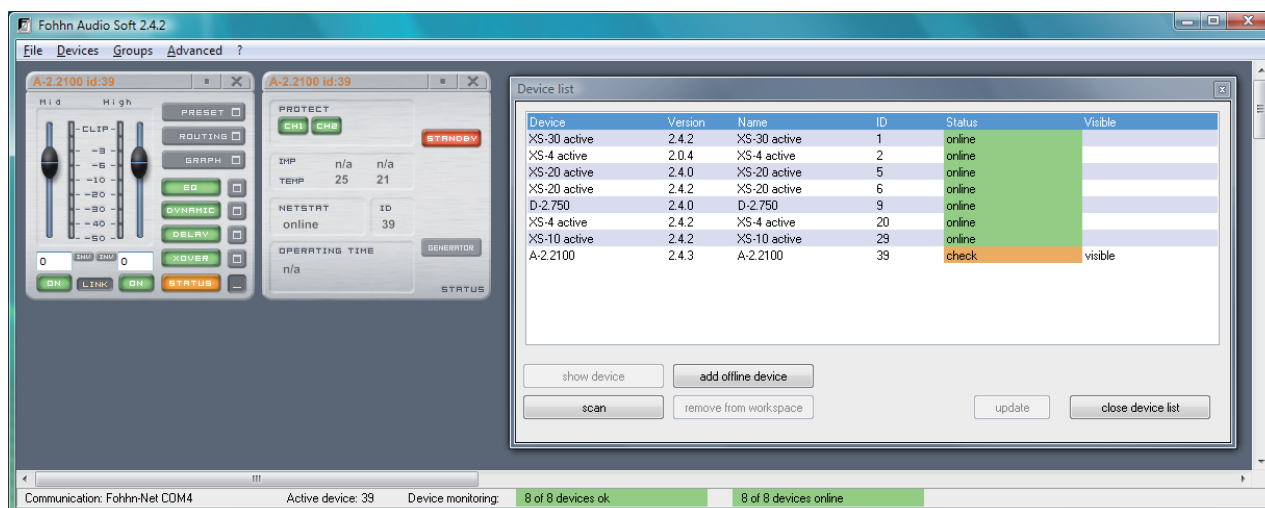 Fohhn Audio Soft 2.4.2
File Devices Groups Advanced ?
A-2.2100 id:39
Mid High
CLIP
-3
-5
-10
-20
-30
-40
-50
0 INV INV 0
ON LINK ON
PRESET
ROUTING
GRAPH
EQ
DYNAMIC
DELAY
XOVER
STATUS
A-2.2100 id:39
PROTECT
CH1 CH2
STANDBY
IMP n/a n/a
TEMP 25 21
NETSTAT ID
online 39
OPERATING TIME
n/a
GENERATOR
STATUS
Device list
Device Version Name ID Status Visible
XS-30 active 2.4.2 XS-30 active 1 online
XS-4 active 2.0.4 XS-4 active 2 online
XS-20 active 2.4.0 XS-20 active 5 online
XS-20 active 2.4.2 XS-20 active 6 online
D-2.750 2.4.0 D-2.750 9 online
XS-4 active 2.4.2 XS-4 active 20 online
XS-10 active 2.4.2 XS-10 active 29 online
A-2.2100 2.4.3 A-2.2100 39 check visible
show device add offline device
scan remove from workspace update close device list
Communication: Fohhn-Net COM4 Active device: 39 Device monitoring: 8 of 8 devices ok 8 of 8 devices online